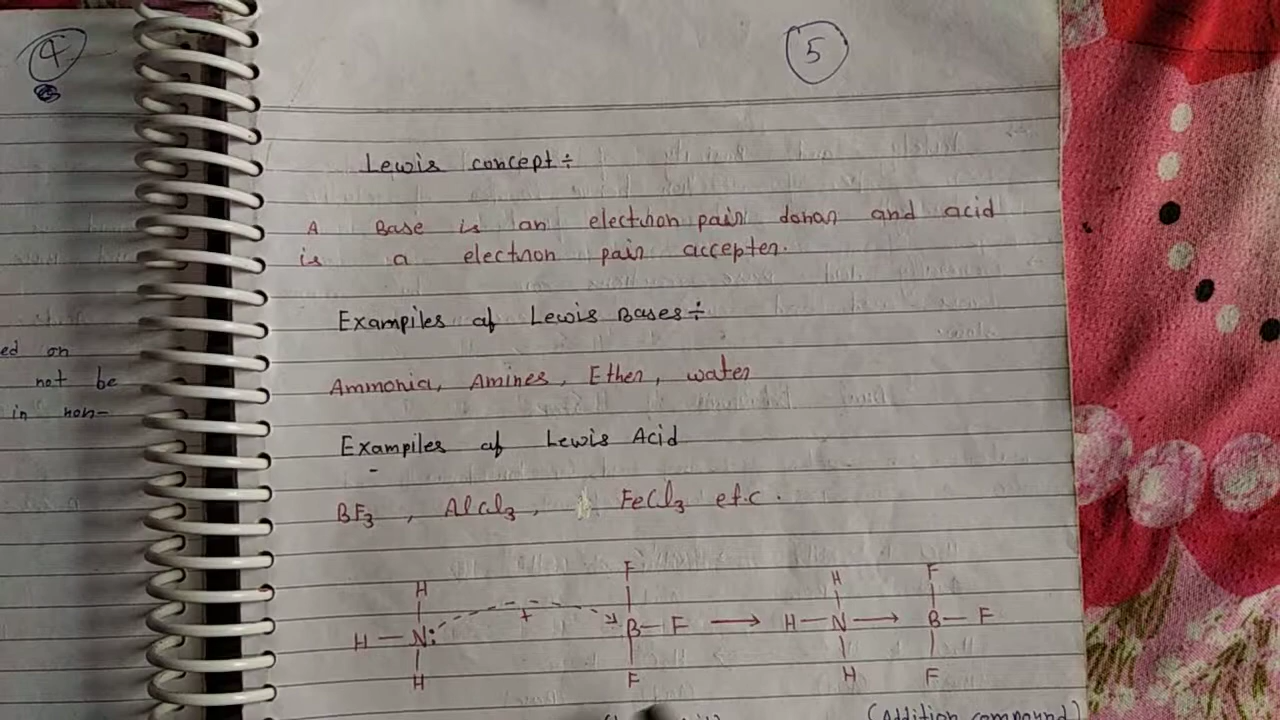 4
5
Lewis concept÷
A Base is an electron pair donar and acid
is a electron pair accepter.
Exampiles of Lewis Bases÷
ed on
not be
in non-
Ammonia, Amines, Ether, water
Exampiles of Lewis Acid
BF3, AlCl3, FeCl3 etc.
H F H F
H — N: + B — F → H — N → B — F
H F H F
(Addition compound)